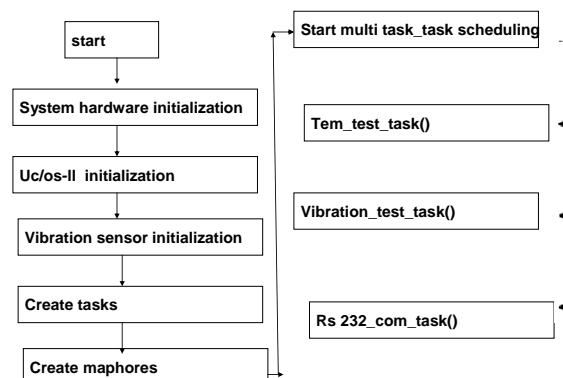 start
System hardware initialization
Uc/os-II initialization
Vibration sensor initialization
Create tasks
Create maphores
Start multi task_task scheduling
Tem_test_task()
Vibration_test_task()
Rs 232_com_task()